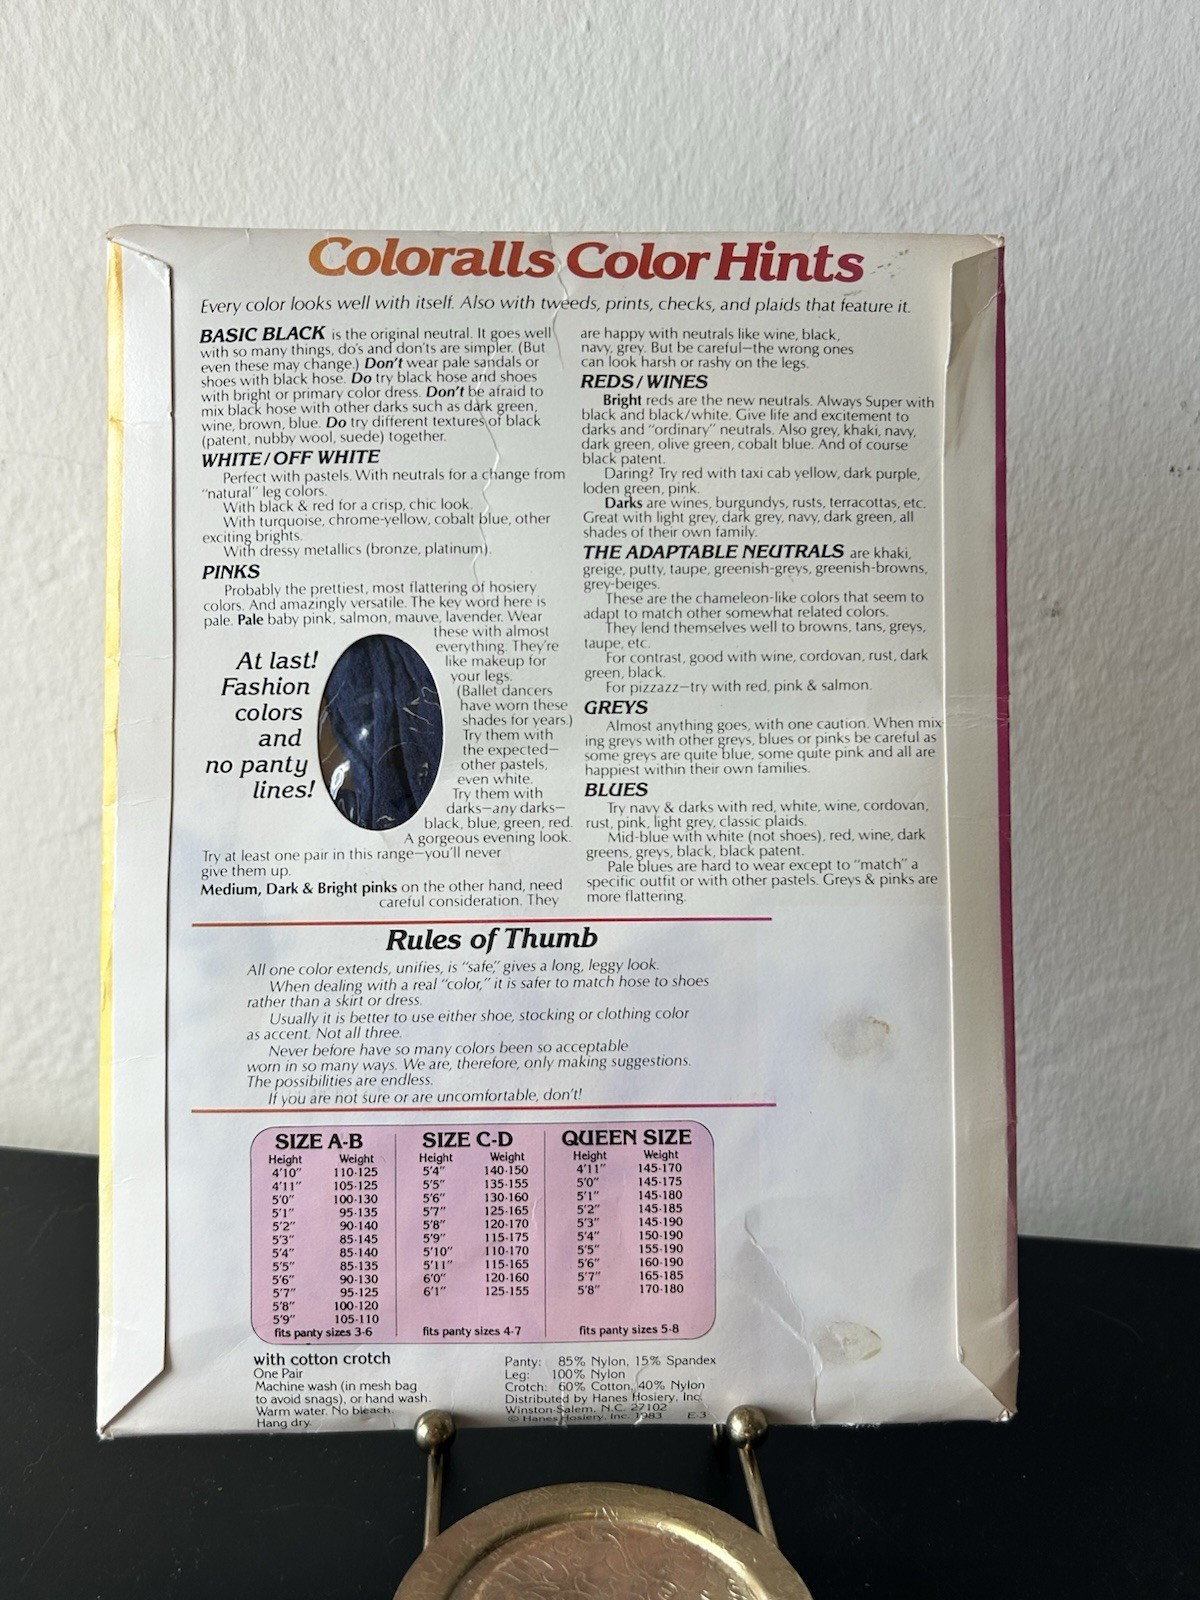 Coloralls Color Hints
Every color looks well with itself. Also with tweeds, prints, checks, and plaids that feature it.
BASIC BLACK is the original neutral. It goes well
with so many things, do's and don'ts are simpler. (But
even these may change.) Don't wear pale sandals or
shoes with black hose. Do try black hose and shoes
with bright or primary color dress. Don't be afraid to
mix black hose with other darks such as dark green,
wine, brown, blue. Do try different textures of black
(patent, nubby wool, suede) together.
WHITE/OFF WHITE
Perfect with pastels. With neutrals for a change from
"natural" leg colors.
With black & red for a crisp, chic look.
With turquoise, chrome-yellow, cobalt blue, other
exciting brights.
With dressy metallics (bronze, platinum).
PINKS
Probably the prettiest, most flattering of hosiery
colors. And amazingly versatile. The key word here is
pale. Pale baby pink, salmon, mauve, lavender. Wear
these with almost
everything. They're
like makeup for
your legs.
(Ballet dancers
have worn these
shades for years.)
Try them with
the expected—
other pastels,
even white.
Try them with
darks—any darks—
black, blue, green, red.
A gorgeous evening look.
Try at least one pair in this range—you'll never
give them up.
Medium, Dark & Bright pinks on the other hand, need
careful consideration. They
At last!
Fashion
colors
and
no panty
lines!
are happy with neutrals like wine, black,
navy, grey. But be careful—the wrong ones
can look harsh or rashy on the legs.
REDS/WINES
Bright reds are the new neutrals. Always Super with
black and black/white. Give life and excitement to
darks and "ordinary" neutrals. Also grey, khaki, navy,
dark green, olive green, cobalt blue. And of course
black patent.
Daring? Try red with taxi cab yellow, dark purple,
loden green, pink.
Darks are wines, burgundys, rusts, terracottas, etc.
Great with light grey, dark grey, navy, dark green, all
shades of their own family.
THE ADAPTABLE NEUTRALS are khaki,
greige, putty, taupe, greenish-greys, greenish-browns,
grey-beiges.
These are the chameleon-like colors that seem to
adapt to match other somewhat related colors.
They lend themselves well to browns, tans, greys,
taupe, etc.
For contrast, good with wine, cordovan, rust, dark
green, black.
For pizzazz—try with red, pink & salmon.
GREYS
Almost anything goes, with one caution. When mix-
ing greys with other greys, blues or pinks be careful as
some greys are quite blue, some quite pink and all are
happiest within their own families.
BLUES
Try navy & darks with red, white, wine, cordovan,
rust, pink, light grey, classic plaids.
Mid-blue with white (not shoes), red, wine, dark
greens, greys, black, black patent.
Pale blues are hard to wear except to "match" a
specific outfit or with other pastels. Greys & pinks are
more flattering.
Rules of Thumb
All one color extends, unifies, is "safe," gives a long, leggy look.
When dealing with a real "color," it is safer to match hose to shoes
rather than a skirt or dress.
Usually it is better to use either shoe, stocking or clothing color
as accent. Not all three.
Never before have so many colors been so acceptable
worn in so many ways. We are, therefore, only making suggestions.
The possibilities are endless.
If you are not sure or are uncomfortable, don't!
SIZE A-B
Height Weight
4'10" 110-125
4'11" 105-125
5'0" 100-130
5'1" 95-135
5'2" 90-140
5'3" 85-145
5'4" 85-140
5'5" 85-135
5'6" 90-130
5'7" 95-125
5'8" 100-120
5'9" 105-110
fits panty sizes 3-6
SIZE C-D
Height Weight
5'4" 140-150
5'5" 135-155
5'6" 130-160
5'7" 125-165
5'8" 120-170
5'9" 115-175
5'10" 110-170
5'11" 115-165
6'0" 120-160
6'1" 125-155
fits panty sizes 4-7
QUEEN SIZE
Height Weight
4'11" 145-170
5'0" 145-175
5'1" 145-180
5'2" 145-185
5'3" 145-190
5'4" 150-190
5'5" 155-190
5'6" 160-190
5'7" 165-185
5'8" 170-180
fits panty sizes 5-8
with cotton crotch
One Pair
Machine wash (in mesh bag
to avoid snags), or hand wash.
Warm water. No bleach.
Hang dry.
Panty: 85% Nylon, 15% Spandex
Leg: 100% Nylon
Crotch: 60% Cotton, 40% Nylon
Distributed by Hanes Hosiery, Inc.
Winston-Salem, N.C. 27102
© Hanes Hosiery, Inc. 1983 E-3